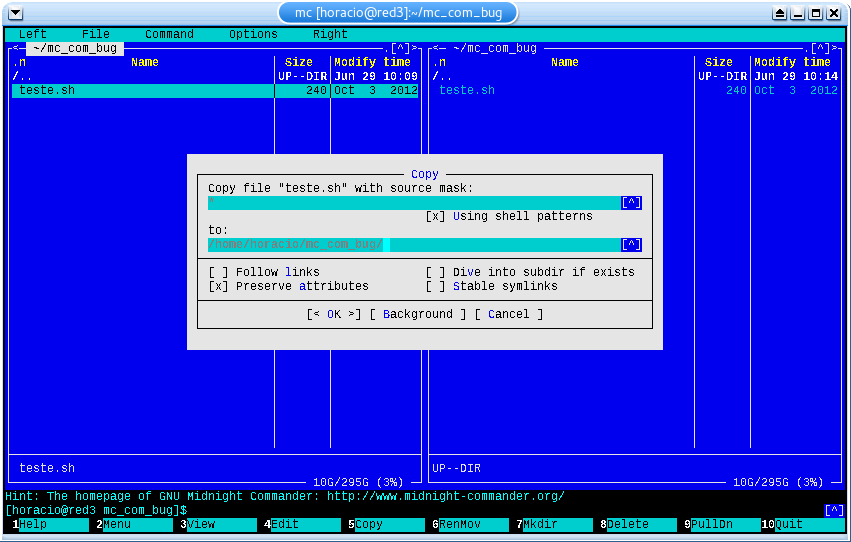 mc [horacio@red3]:~/mc_com_bug
Left File Command Options Right
<─ ~/mc_com_bug .[^]> <─ ~/mc_com_bug .[^]>
.n Name Size Modify time .n Name Size Modify time
/.. UP--DIR Jun 29 10:09 /.. UP--DIR Jun 29 10:14
teste.sh 240 Oct 3 2012 teste.sh 240 Oct 3 2012
Copy
Copy file "teste.sh" with source mask:
* [^]
[x] Using shell patterns
to:
/home/horacio/mc_com_bug/ [^]
[ ] Follow links [ ] Dive into subdir if exists
[x] Preserve attributes [ ] Stable symlinks
[< OK >] [ Background ] [ Cancel ]
teste.sh UP--DIR
10G/295G (3%) 10G/295G (3%)
Hint: The homepage of GNU Midnight Commander: http://www.midnight-commander.org/
[horacio@red3 mc_com_bug]$ [^]
1Help 2Menu 3View 4Edit 5Copy 6RenMov 7Mkdir 8Delete 9PullDn 10Quit